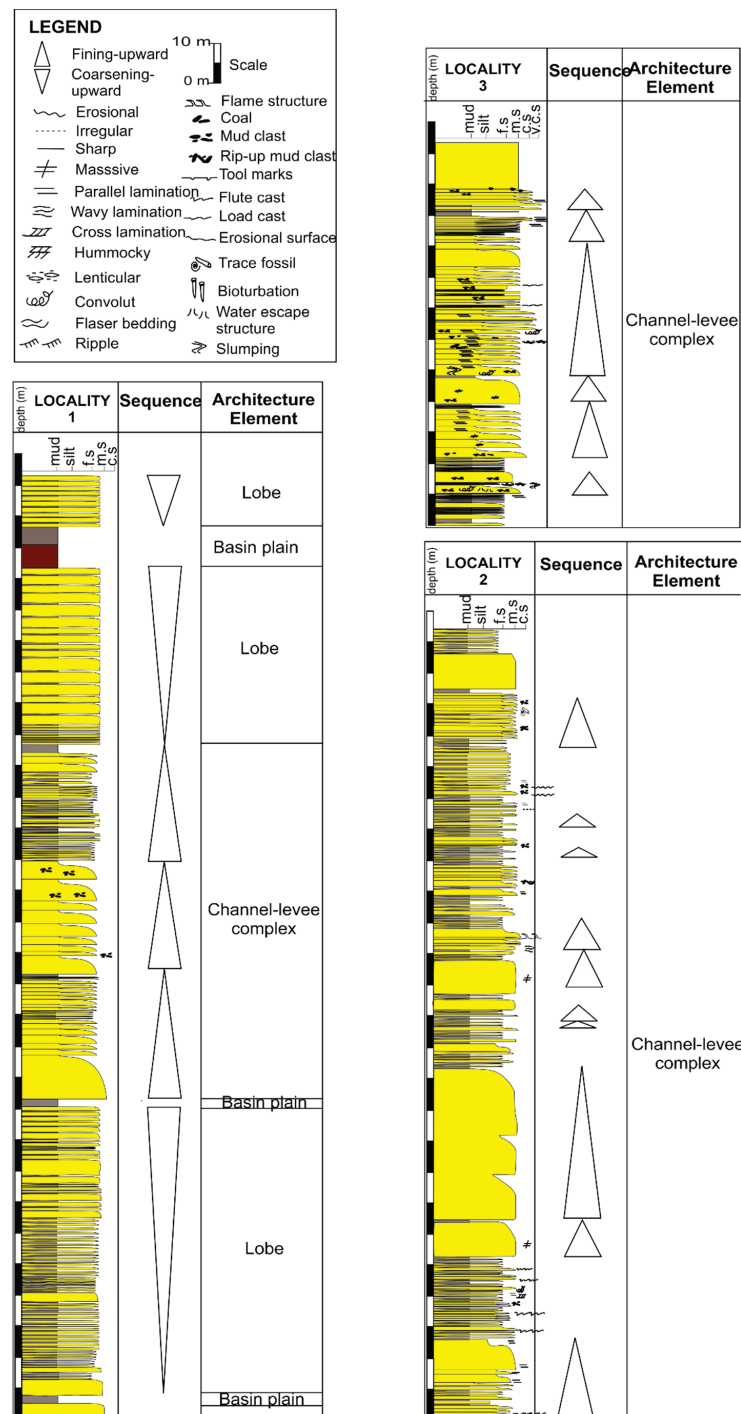 LEGEND
Fining-upward
Coarsening-
upward
Erosional
Irregular
Sharp
Masssive
Parallel lamination
Wavy lamination
Cross lamination
Hummocky
Lenticular
Convolut
Flaser bedding
Ripple
10 m
0 m
Scale
Flame structure
Coal
Mud clast
Rip-up mud clast
Tool marks
Flute cast
Load cast
Erosional surface
Trace fossil
Bioturbation
Water escape
structure
Slumping
depth (m)
LOCALITY
1
Sequence
Architecture
Element
mud
silt
f.s
m.s
c.s
Lobe
Basin plain
Lobe
Channel-levee
complex
Basin plain
Lobe
Basin plain
depth (m)
LOCALITY
3
Sequence
Architecture
Element
mud
silt
f.s
m.s
c.s
v.c.s
Channel-levee
complex
depth (m)
LOCALITY
2
Sequence
Architecture
Element
mud
silt
f.s
m.s
c.s
Channel-levee
complex